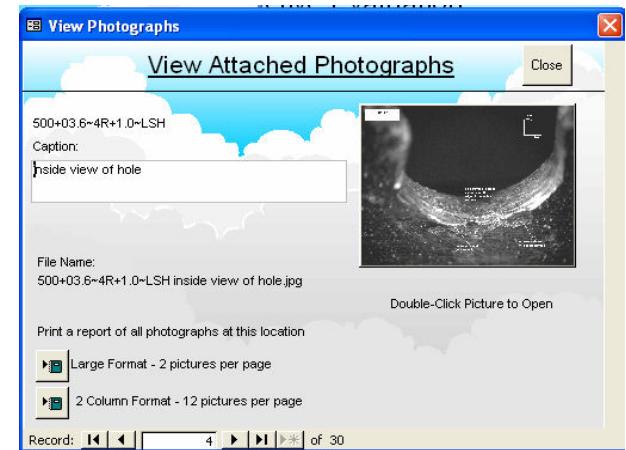 View Photographs
View Attached Photographs
Close
500+03.6~4R+1.0~LSH
Caption:
nside view of hole
File Name:
500+03.6~4R+1.0~LSH inside view of hole.jpg
Double-Click Picture to Open
Print a report of all photographs at this location
Large Format - 2 pictures per page
2 Column Format - 12 pictures per page
Record: 4 of 30